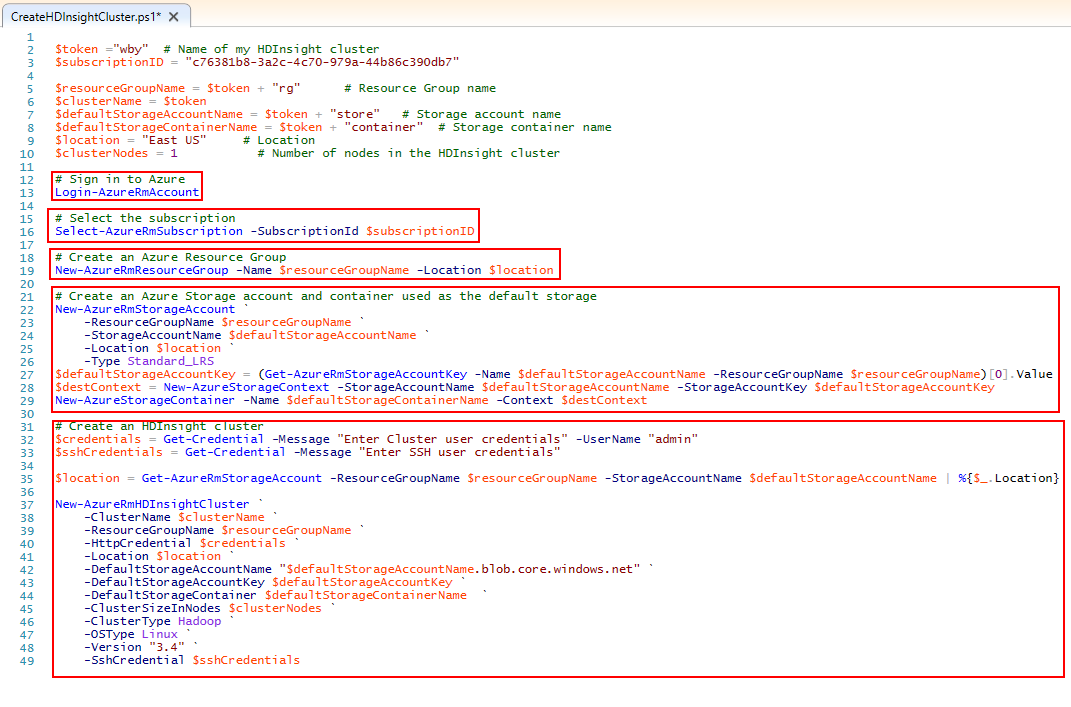 CreateHDInsightCluster.ps1* ✕
1
2 $token ="wby"  # Name of my HDInsight cluster
3 $subscriptionID = "c76381b8-3a2c-4c70-979a-44b86c390db7"
4
5 $resourceGroupName = $token + "rg"      # Resource Group name
6 $clusterName = $token
7 $defaultStorageAccountName = $token + "store"   # Storage account name
8 $defaultStorageContainerName = $token + "container"  # Storage container name
9 $location = "East US"     # Location
10 $clusterNodes = 1           # Number of nodes in the HDInsight cluster
11
12 # Sign in to Azure
13 Login-AzureRmAccount
14
15 # Select the subscription
16 Select-AzureRmSubscription -SubscriptionId $subscriptionID
17
18 # Create an Azure Resource Group
19 New-AzureRmResourceGroup -Name $resourceGroupName -Location $location
20
21 # Create an Azure Storage account and container used as the default storage
22 New-AzureRmStorageAccount `
23     -ResourceGroupName $resourceGroupName `
24     -StorageAccountName $defaultStorageAccountName `
25     -Location $location `
26     -Type Standard_LRS
27 $defaultStorageAccountKey = (Get-AzureRmStorageAccountKey -Name $defaultStorageAccountName -ResourceGroupName $resourceGroupName)[0].Value
28 $destContext = New-AzureStorageContext -StorageAccountName $defaultStorageAccountName -StorageAccountKey $defaultStorageAccountKey
29 New-AzureStorageContainer -Name $defaultStorageContainerName -Context $destContext
30
31 # Create an HDInsight cluster
32 $credentials = Get-Credential -Message "Enter Cluster user credentials" -UserName "admin"
33 $sshCredentials = Get-Credential -Message "Enter SSH user credentials"
34
35 $location = Get-AzureRmStorageAccount -ResourceGroupName $resourceGroupName -StorageAccountName $defaultStorageAccountName | %{$_.Location}
36
37 New-AzureRmHDInsightCluster `
38     -ClusterName $clusterName `
39     -ResourceGroupName $resourceGroupName `
40     -HttpCredential $credentials `
41     -Location $location `
42     -DefaultStorageAccountName "$defaultStorageAccountName.blob.core.windows.net" `
43     -DefaultStorageAccountKey $defaultStorageAccountKey `
44     -DefaultStorageContainer $defaultStorageContainerName  `
45     -ClusterSizeInNodes $clusterNodes `
46     -ClusterType Hadoop `
47     -OSType Linux `
48     -Version "3.4" `
49     -SshCredential $sshCredentials